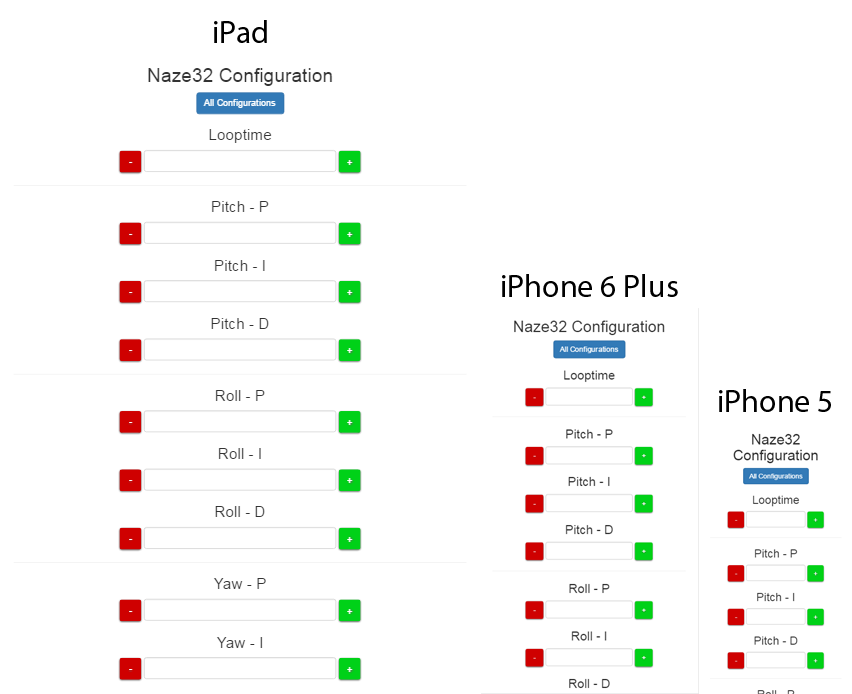 iPad
Naze32 Configuration
All Configurations
Looptime
-
+
Pitch - P
-
+
Pitch - I
-
+
Pitch - D
-
+
Roll - P
-
+
Roll - I
-
+
Roll - D
-
+
Yaw - P
-
+
Yaw - I
-
+
iPhone 6 Plus
Naze32 Configuration
All Configurations
Looptime
-
+
Pitch - P
-
+
Pitch - I
-
+
Pitch - D
-
+
Roll - P
-
+
Roll - I
-
+
Roll - D
iPhone 5
Naze32
Configuration
All Configurations
Looptime
-
+
Pitch - P
-
+
Pitch - I
-
+
Pitch - D
-
+
Roll - P